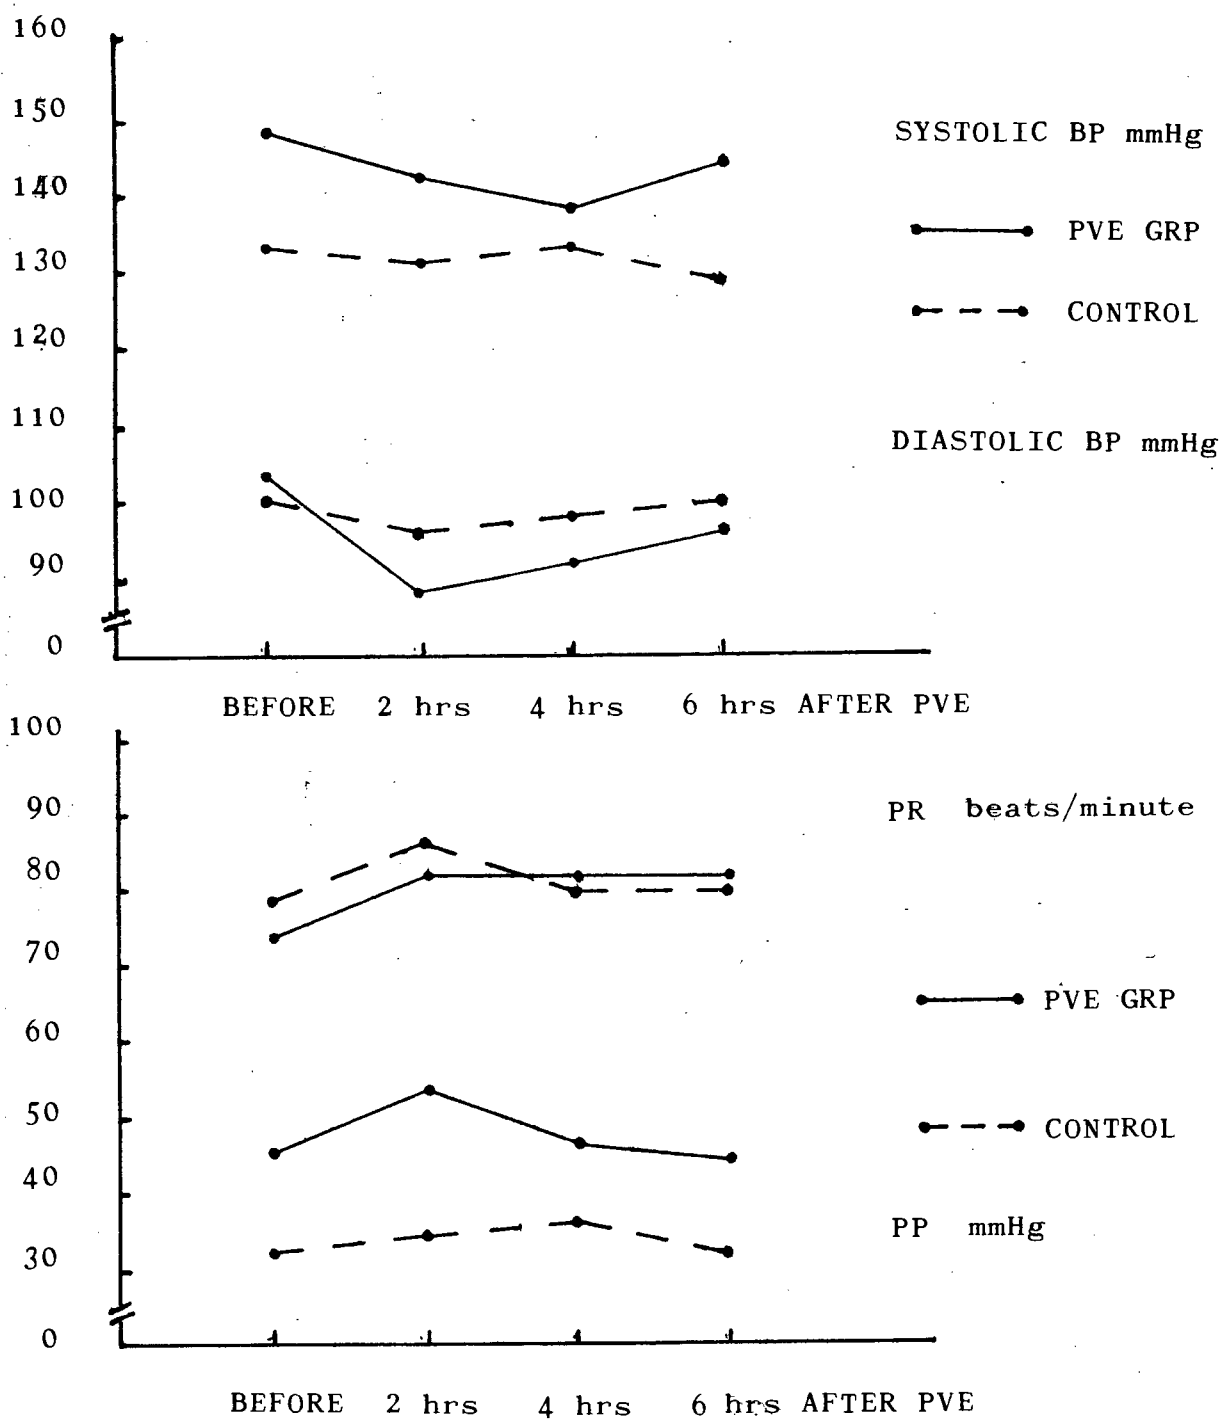 160
150
SYSTOLIC BP mmHg
140
PVE GRP
130
CONTROL
120
110
DIASTOLIC BP mmHg
100
90
0
BEFORE 2 hrs 4 hrs 6 hrs AFTER PVE
100
90
PR beats/minute
80
70
PVE GRP
60
50
CONTROL
40
PP mmHg
30
0
BEFORE 2 hrs 4 hrs 6 hrs AFTER PVE